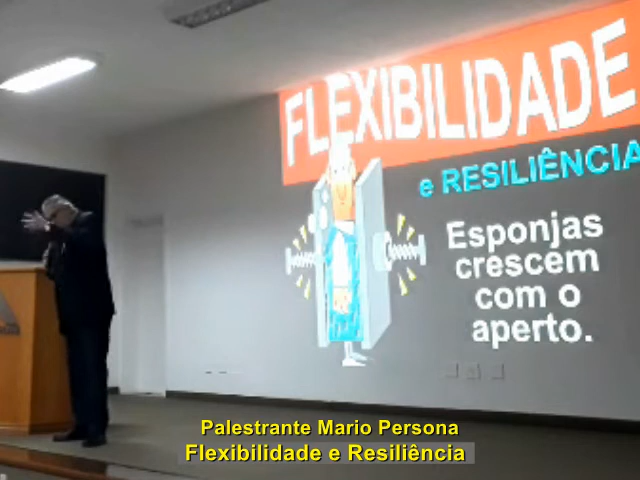 FLEXIBILIDADE
e RESILIÊNCIA
Esponjas
crescem
com o
aperto.
Palestrante Mario Persona
Flexibilidade e Resiliência